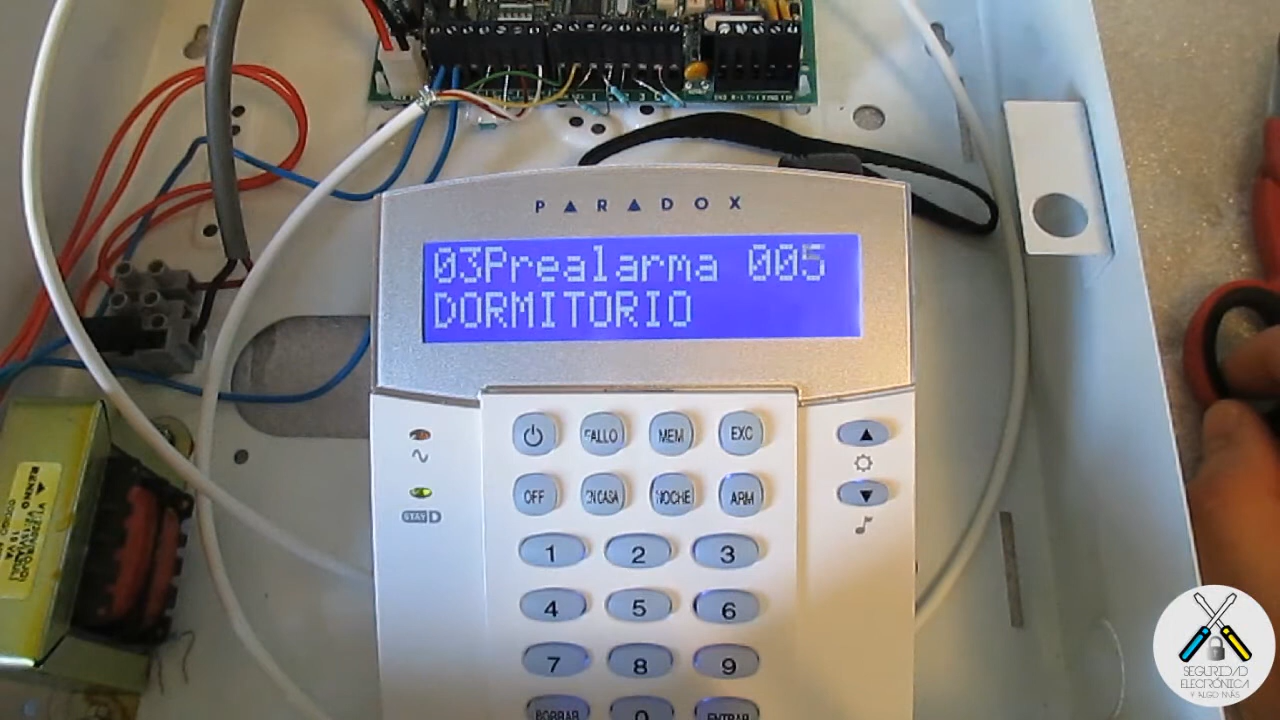 PARADOX
03Prealarma 005
DORMITORIO
FALLO MEM EXC
OFF EN CASA NOCHE ARM
STAY D
1 2 3
4 5 6
7 8 9
BORRAR 0 ENTRAR
SEGURIDAD
ELECTRÓNICA
Y ALGO MÁS